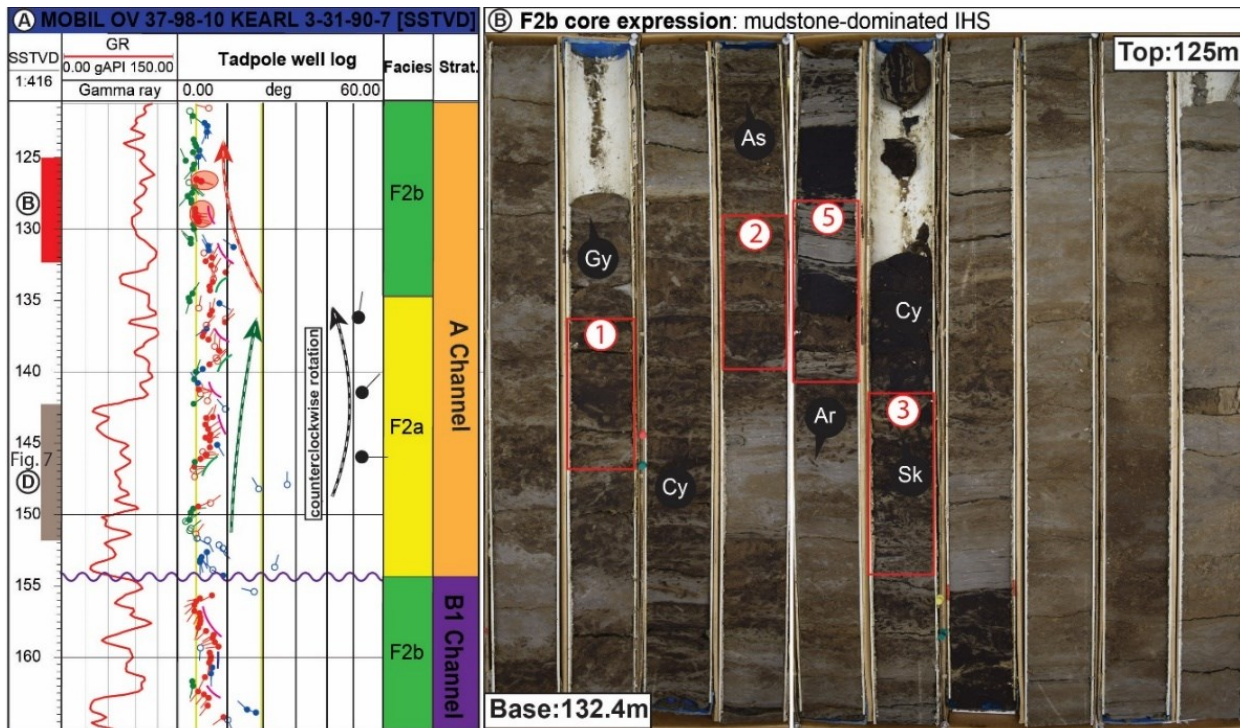 A MOBIL OV 37-98-10 KEARL 3-31-90-7 [SSTVD]
SSTVD
1:416
GR
0.00 gAPI 150.00
Gamma ray
Tadpole well log
0.00 deg 60.00
Facies
Strat.
125
B
130
135
140
145
Fig. 7
D
150
155
160
counterclockwise rotation
F2b
F2a
F2b
A Channel
B1 Channel
B F2b core expression: mudstone-dominated IHS
Top:125m
As
5
2
Gy
Cy
1
3
Ar
Sk
Cy
Base:132.4m